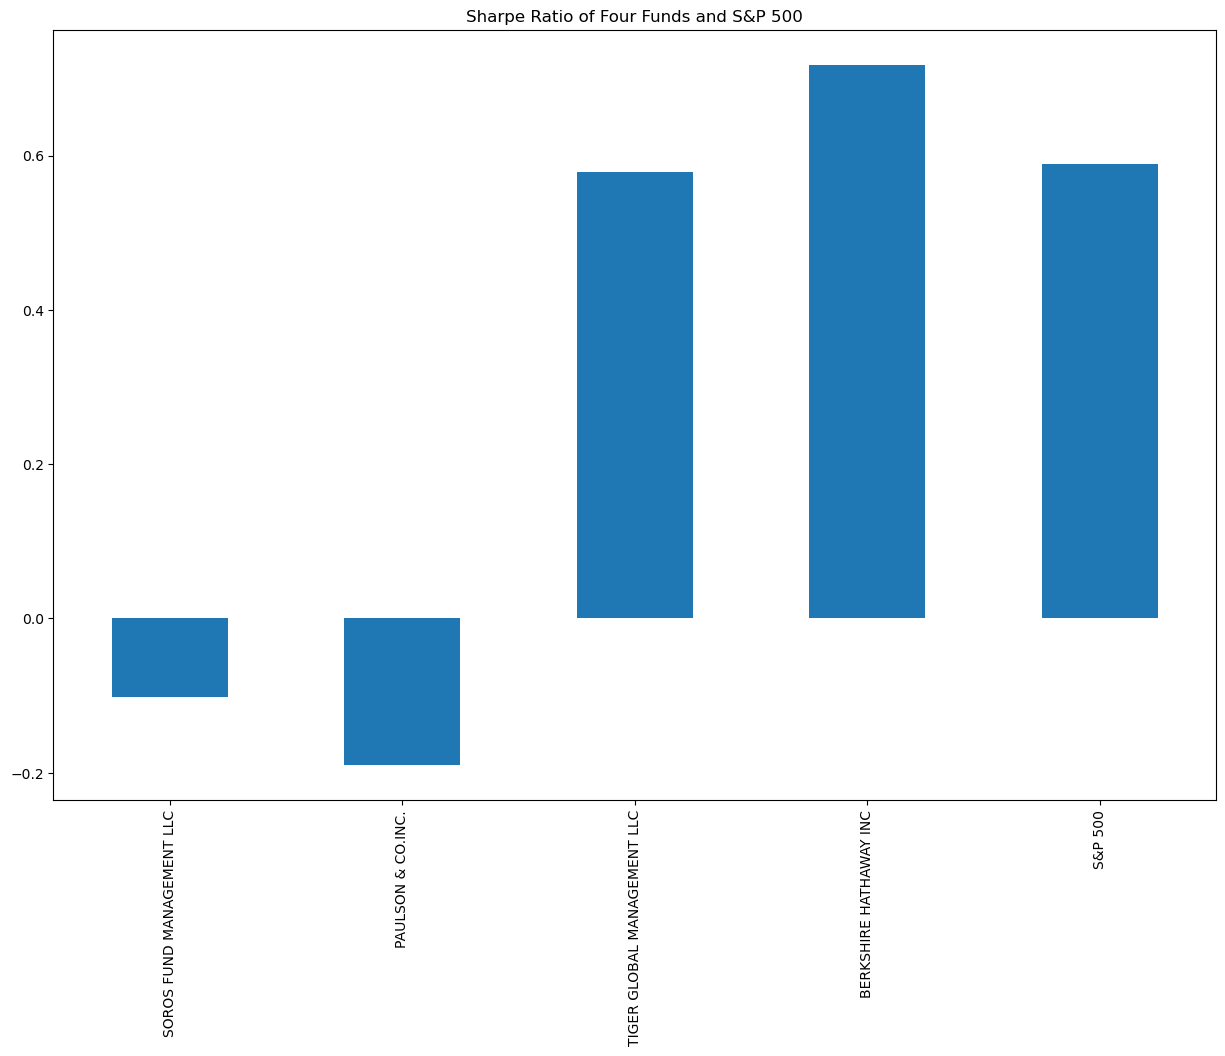 Sharpe Ratio of Four Funds and S&P 500
0.6
0.4
0.2
0.0
−0.2
SOROS FUND MANAGEMENT LLC
PAULSON & CO.INC.
TIGER GLOBAL MANAGEMENT LLC
BERKSHIRE HATHAWAY INC
S&P 500